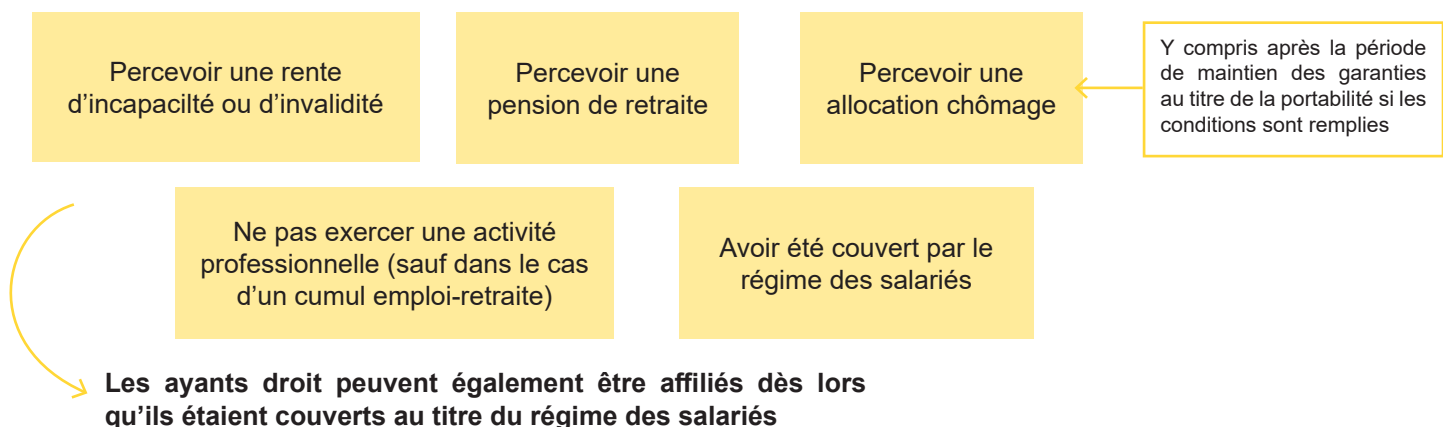 Percevoir une rente
d'incapacilté ou d'invalidité
Percevoir une
pension de retraite
Percevoir une
allocation chômage
Y compris après la période
de maintien des garanties
au titre de la portabilité si les
conditions sont remplies
Ne pas exercer une activité
professionnelle (sauf dans le cas
d'un cumul emploi-retraite)
Avoir été couvert par le
régime des salariés
Les ayants droit peuvent également être affiliés dès lors
qu'ils étaient couverts au titre du régime des salariés